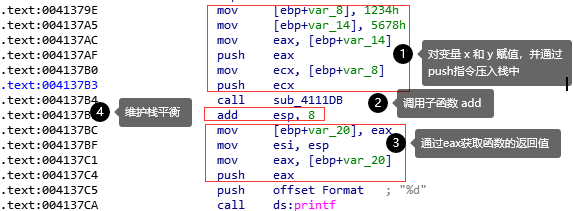 .text:0041379E mov [ebp+var_8], 1234h
.text:004137A5 mov [ebp+var_14], 5678h
.text:004137AC mov eax, [ebp+var_14]
.text:004137AF push eax
.text:004137B0 mov ecx, [ebp+var_8]
.text:004137B3 push ecx
.text:004137B4 call sub_4111DB
.text:004137B add esp, 8
.text:004137BC mov [ebp+var_20], eax
.text:004137BF mov esi, esp
.text:004137C1 mov eax, [ebp+var_20]
.text:004137C4 push eax
.text:004137C5 push offset Format ; "%d"
.text:004137CA call ds:printf
1 对变量 x 和 y 赋值，并通过
push指令压入栈中
2 调用子函数 add
3 通过eax获取函数的返回值
4 维护栈平衡